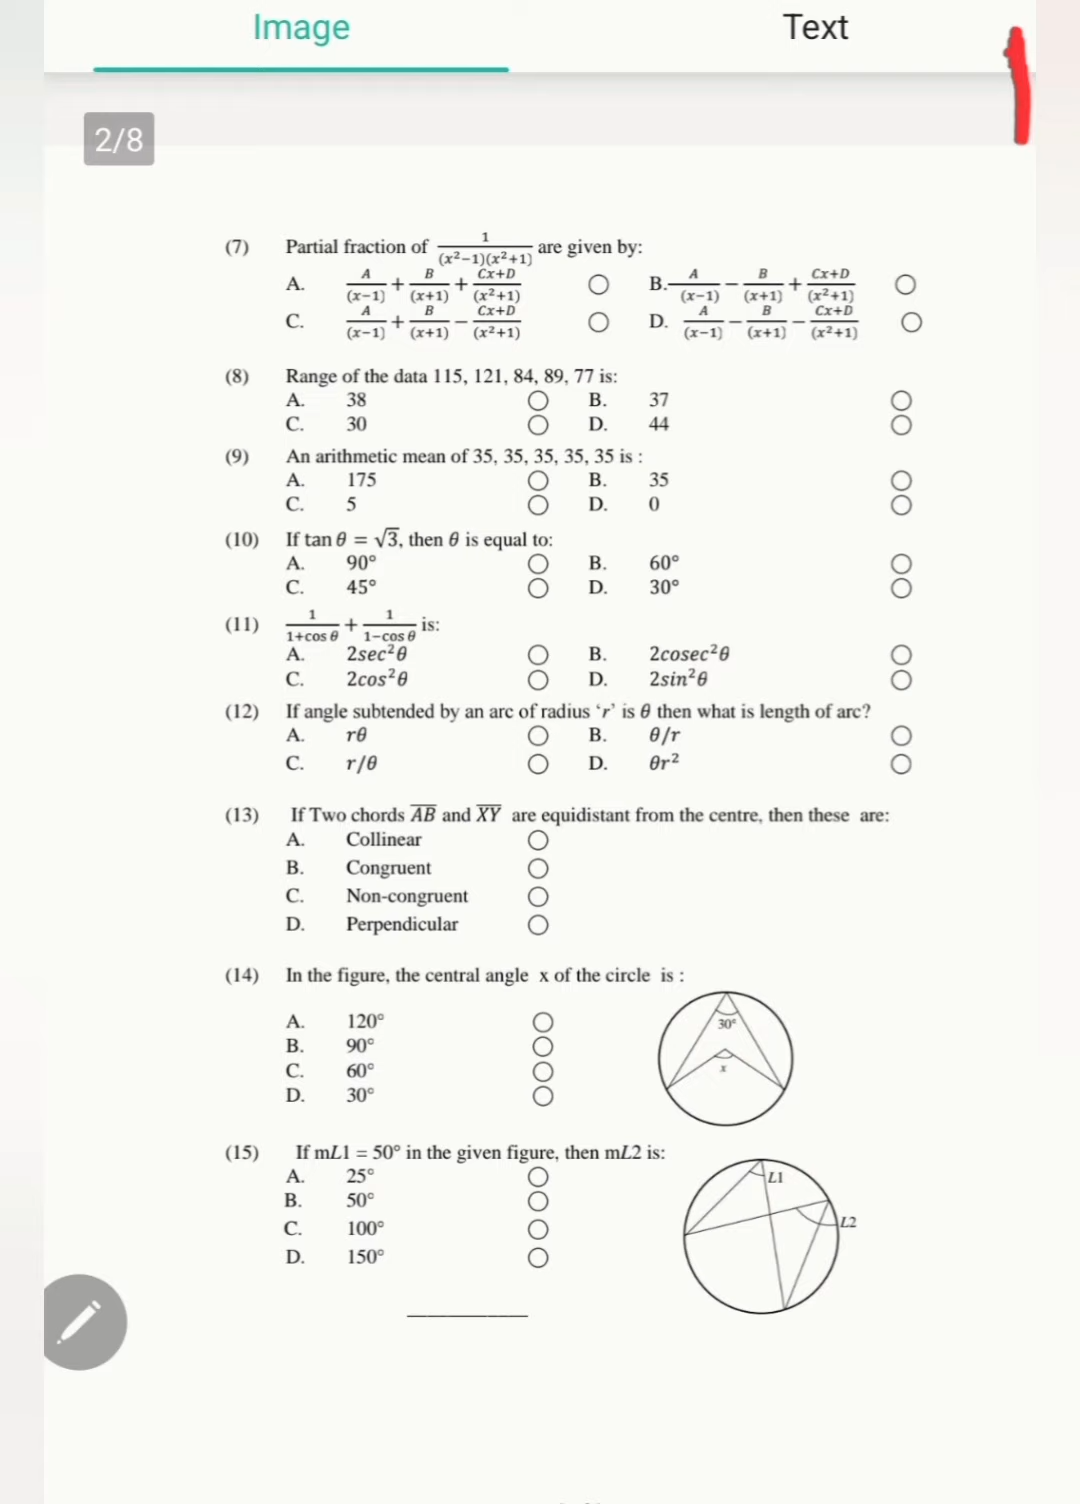 Image Text
2/8
(7) Partial fraction of 1/((x²−1)(x²+1)) are given by:
A. A/(x−1) + B/(x+1) + Cx+D/(x²+1) B. A/(x−1) − B/(x+1) + Cx+D/(x²+1)
C. A/(x−1) + B/(x+1) − Cx+D/(x²+1) D. A/(x−1) − B/(x+1) − Cx+D/(x²+1)
(8) Range of the data 115, 121, 84, 89, 77 is:
A. 38 B. 37
C. 30 D. 44
(9) An arithmetic mean of 35, 35, 35, 35, 35 is :
A. 175 B. 35
C. 5 D. 0
(10) If tan θ = √3, then θ is equal to:
A. 90° B. 60°
C. 45° D. 30°
(11) 1/(1+cos θ) + 1/(1−cos θ) is:
A. 2sec²θ B. 2cosec²θ
C. 2cos²θ D. 2sin²θ
(12) If angle subtended by an arc of radius ‘r’ is θ then what is length of arc?
A. rθ B. θ/r
C. r/θ D. θr²
(13) If Two chords A̅B̅ and X̅Y̅ are equidistant from the centre, then these are:
A. Collinear
B. Congruent
C. Non-congruent
D. Perpendicular
(14) In the figure, the central angle x of the circle is :
A. 120°
B. 90°
C. 60°
D. 30°
30°
x
(15) If m∠1 = 50° in the given figure, then m∠2 is:
A. 25°
B. 50°
C. 100°
D. 150°
∠1
∠2